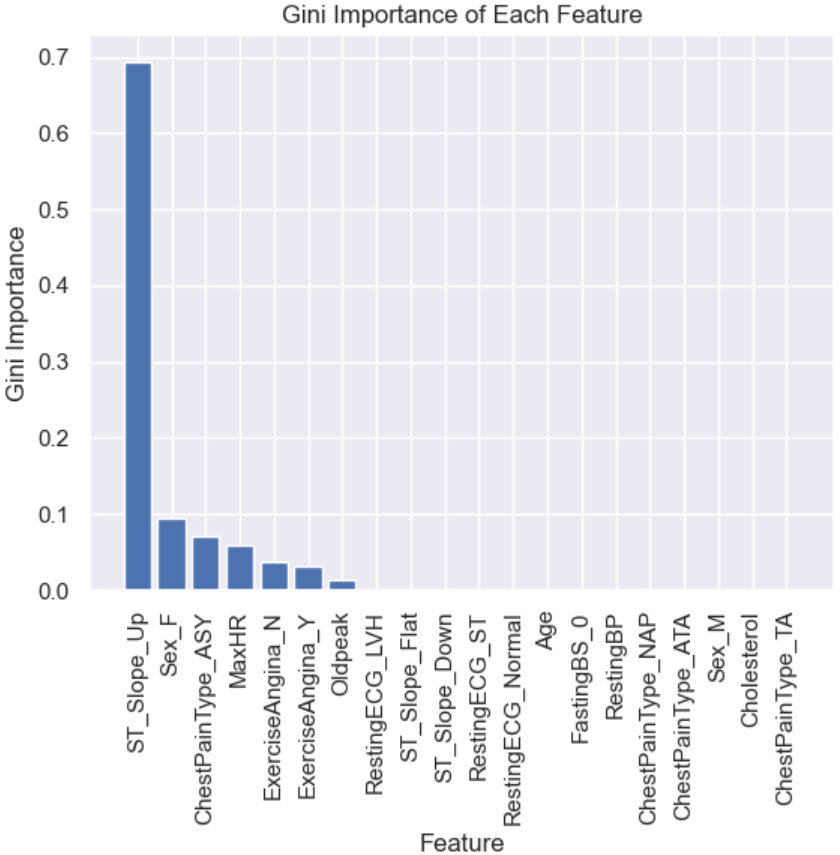 Gini Importance of Each Feature
Gini Importance
0.7
0.6
0.5
0.4
0.3
0.2
0.1
0.0
ST_Slope_Up
Sex_F
ChestPainType_ASY
MaxHR
ExerciseAngina_N
ExerciseAngina_Y
Oldpeak
RestingECG_LVH
ST_Slope_Flat
ST_Slope_Down
RestingECG_ST
RestingECG_Normal
Age
FastingBS_0
RestingBP
ChestPainType_NAP
ChestPainType_ATA
Sex_M
Cholesterol
ChestPainType_TA
Feature